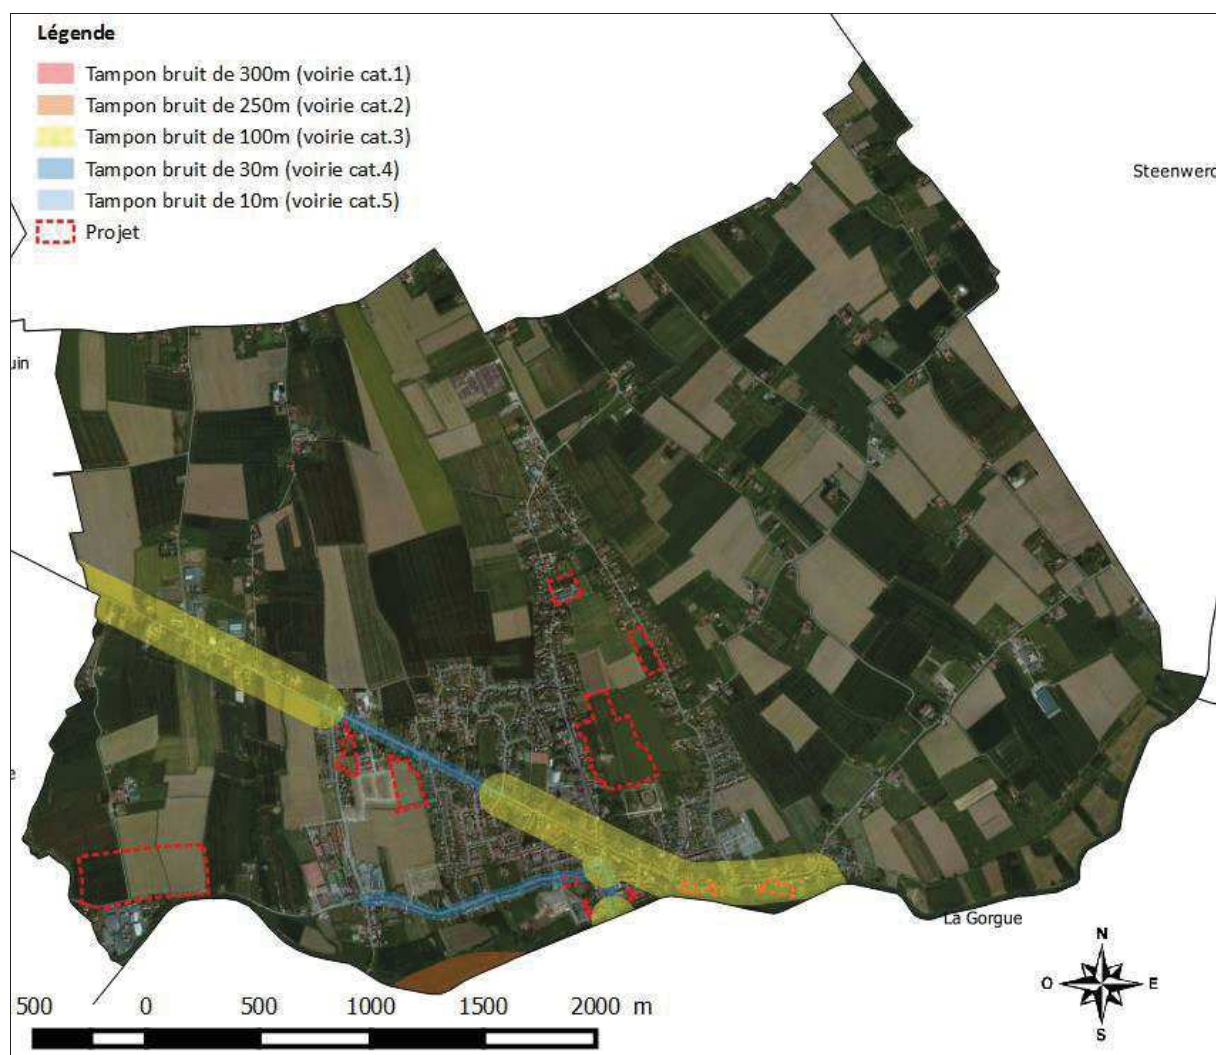 Légende
Tampon bruit de 300m (voirie cat.1)
Tampon bruit de 250m (voirie cat.2)
Tampon bruit de 100m (voirie cat.3)
Tampon bruit de 30m (voirie cat.4)
Tampon bruit de 10m (voirie cat.5)
Projet
Steenwerc
uin
e
La Gorgue
N
O E
S
500 0 500 1000 1500 2000 m